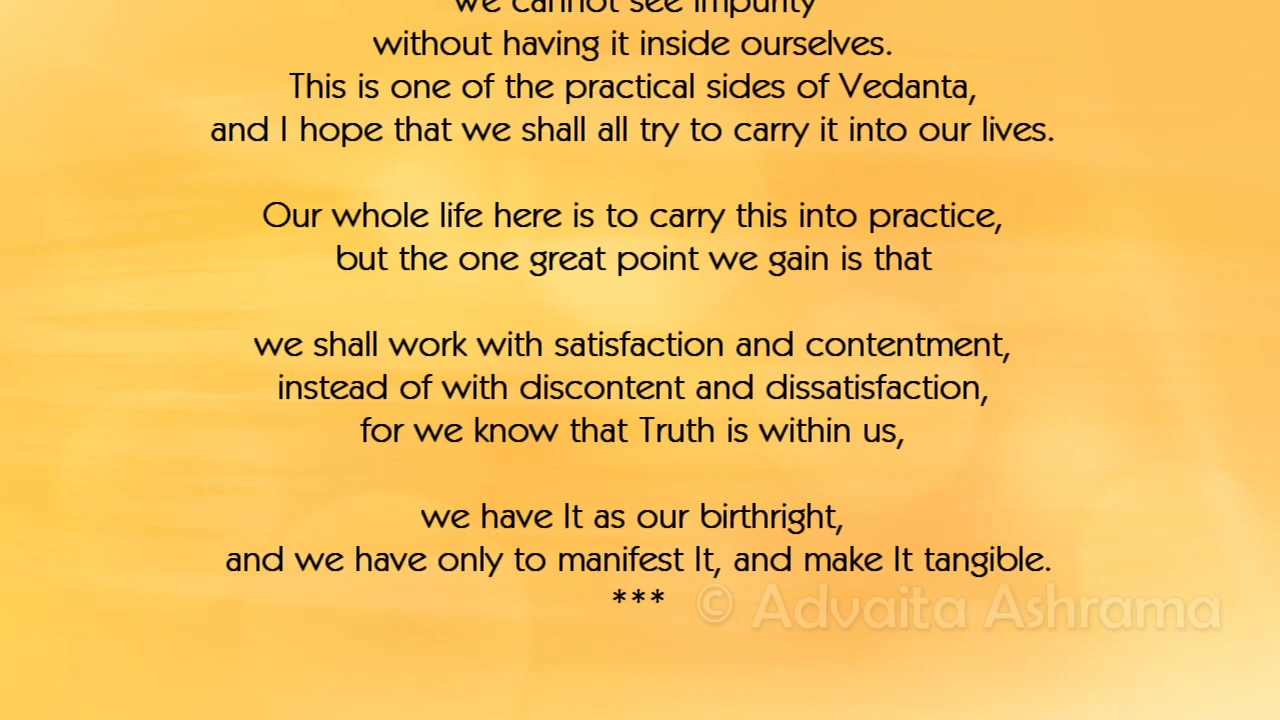 we cannot see impurity
without having it inside ourselves.
This is one of the practical sides of Vedanta,
and I hope that we shall all try to carry it into our lives.
Our whole life here is to carry this into practice,
but the one great point we gain is that
we shall work with satisfaction and contentment,
instead of with discontent and dissatisfaction,
for we know that Truth is within us,
we have It as our birthright,
and we have only to manifest It, and make It tangible.
***
© Advaita Ashrama